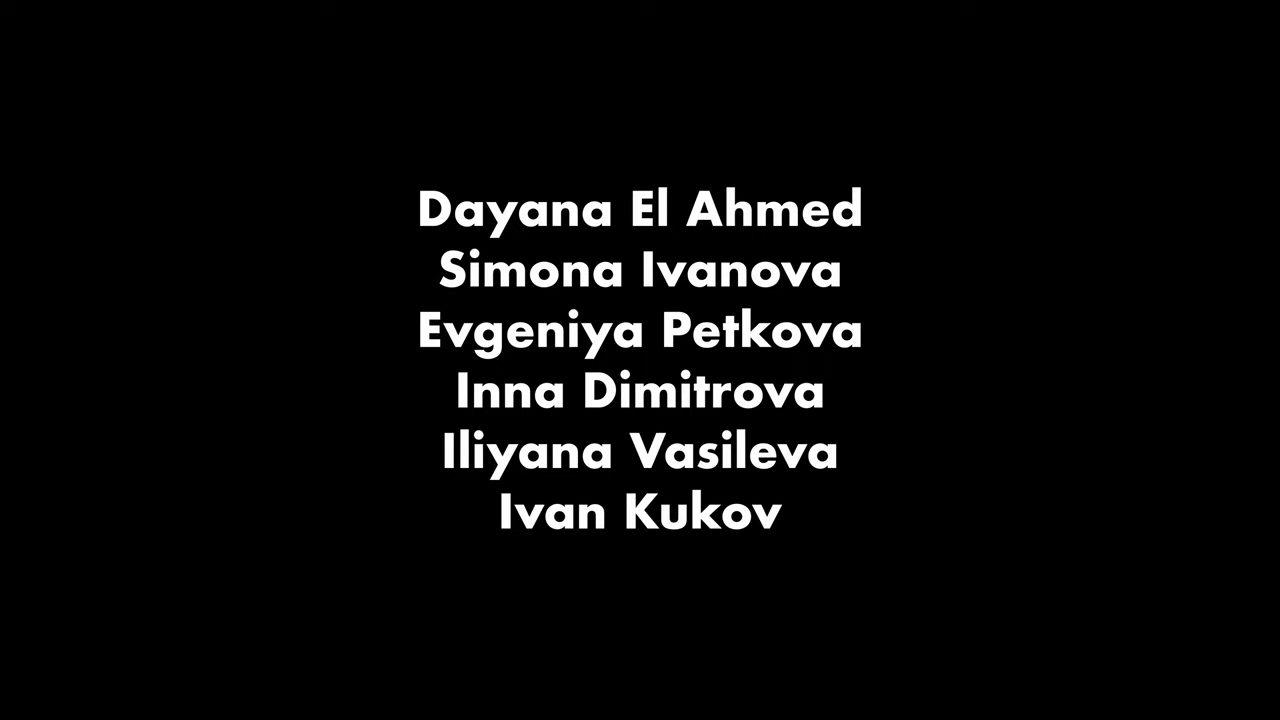 Dayana El Ahmed
Simona Ivanova
Evgeniya Petkova
Inna Dimitrova
Iliyana Vasileva
Ivan Kukov